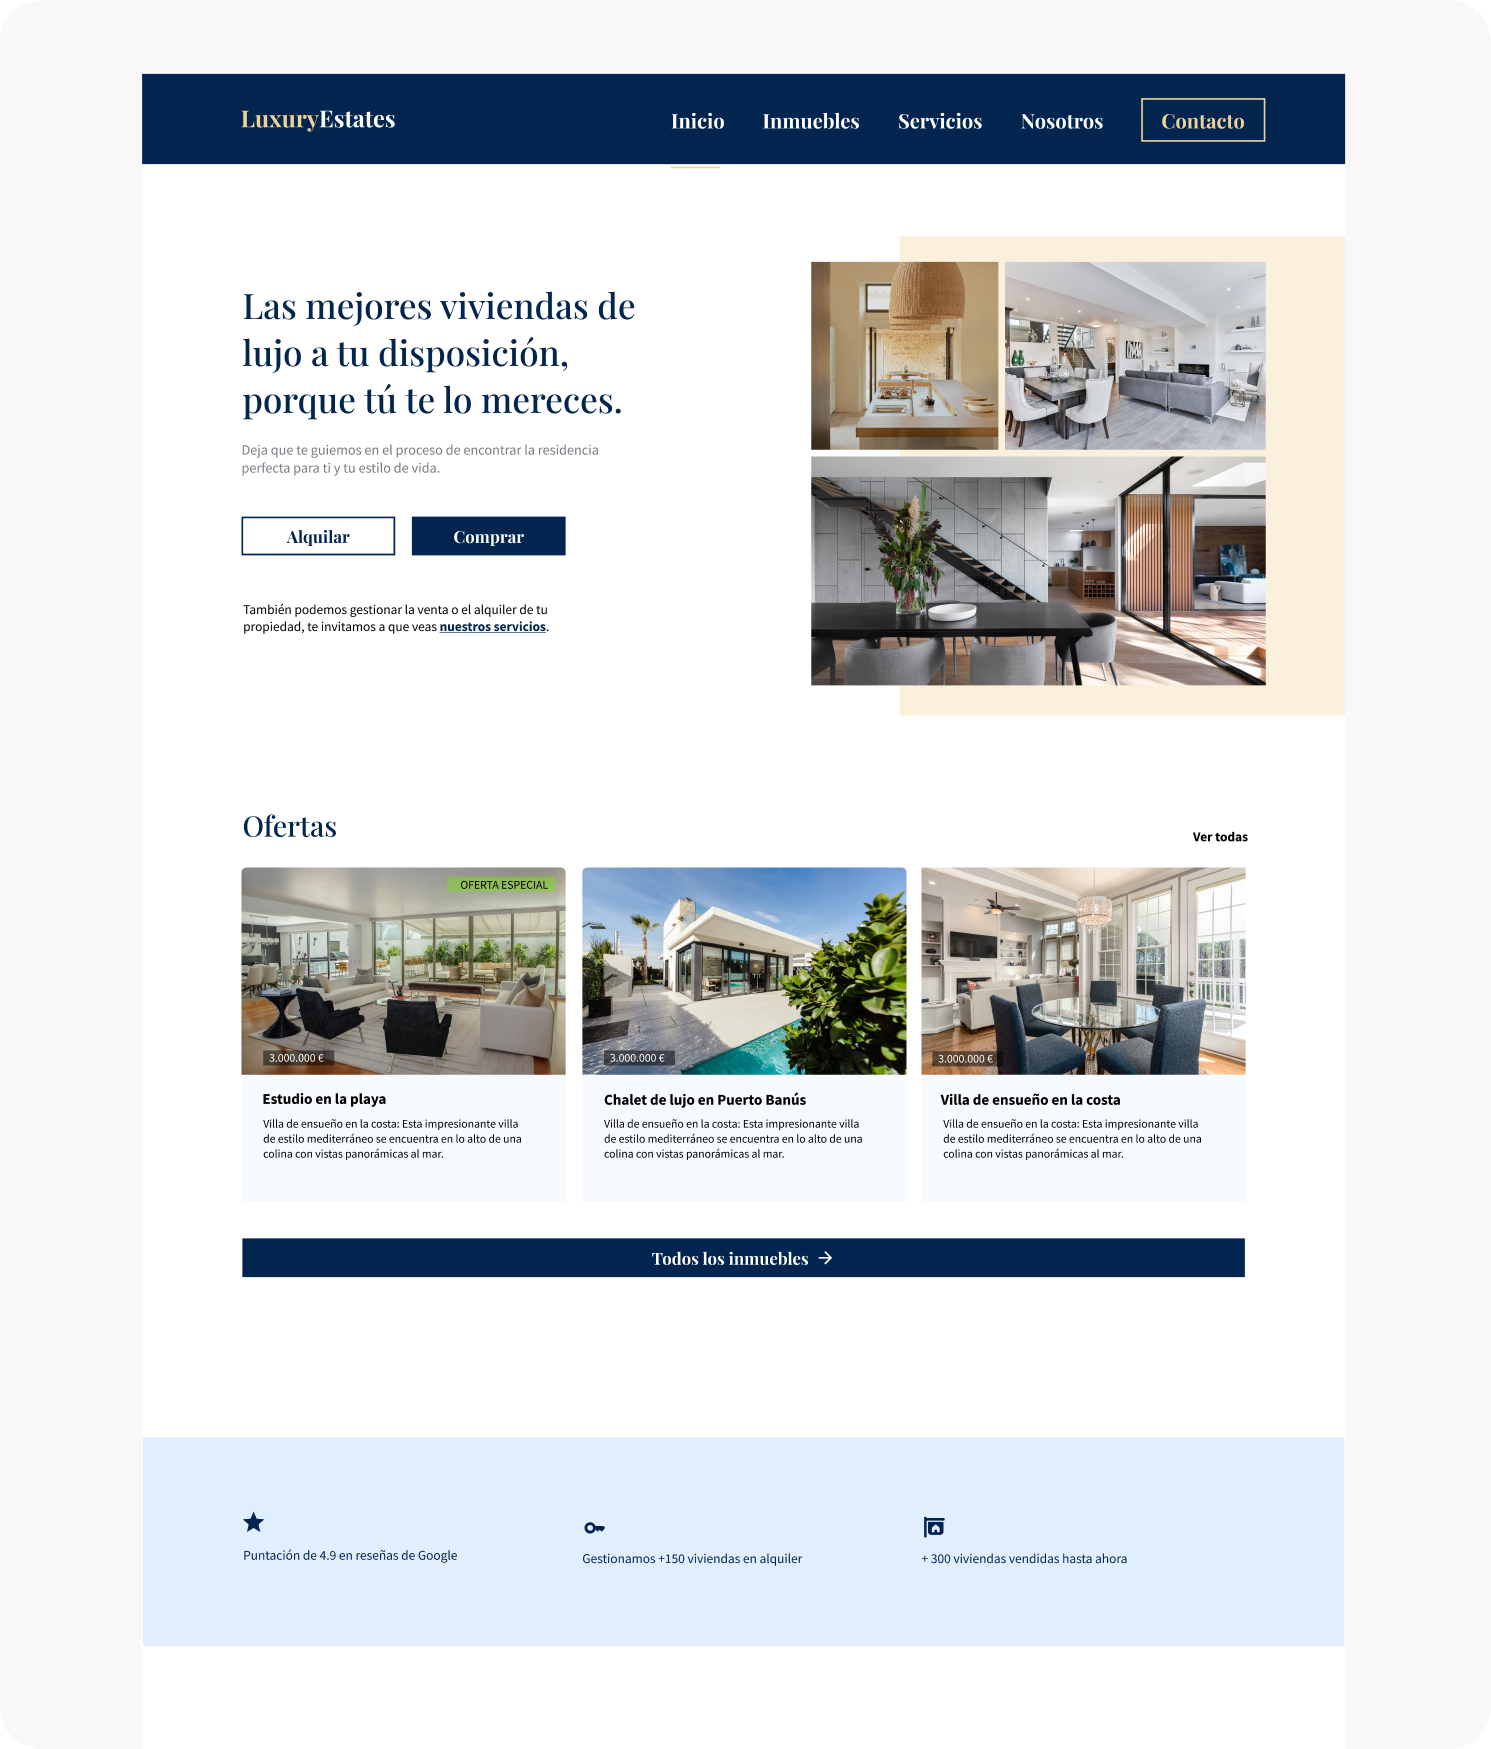 LuxuryEstates
Inicio
Inmuebles
Servicios
Nosotros
Contacto
Las mejores viviendas de
lujo a tu disposición,
porque tú te lo mereces.
Deja que te guiemos en el proceso de encontrar la residencia
perfecta para ti y tu estilo de vida.
Alquilar
Comprar
También podemos gestionar la venta o el alquiler de tu
propiedad, te invitamos a que veas nuestros servicios.
Ofertas
Ver todas
OFERTA ESPECIAL
3.000.000 €
Estudio en la playa
Villa de ensueño en la costa: Esta impresionante villa
de estilo mediterráneo se encuentra en lo alto de una
colina con vistas panorámicas al mar.
3.000.000 €
Chalet de lujo en Puerto Banús
Villa de ensueño en la costa: Esta impresionante villa
de estilo mediterráneo se encuentra en lo alto de una
colina con vistas panorámicas al mar.
3.000.000 €
Villa de ensueño en la costa
Villa de ensueño en la costa: Esta impresionante villa
de estilo mediterráneo se encuentra en lo alto de una
colina con vistas panorámicas al mar.
Todos los inmuebles →
Puntación de 4.9 en reseñas de Google
Gestionamos +150 viviendas en alquiler
+ 300 viviendas vendidas hasta ahora